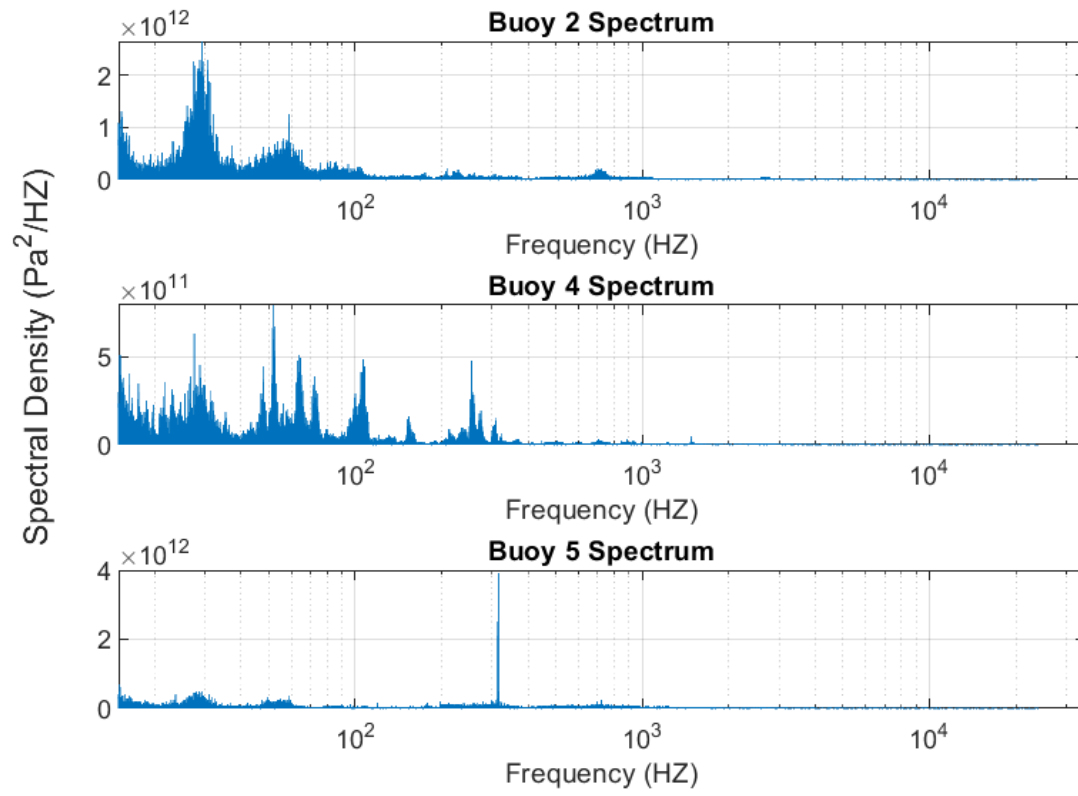 Spectral Density (Pa²/HZ)
×10¹²
Buoy 2 Spectrum
2
1
0
10² 10³ 10⁴
Frequency (HZ)
×10¹¹
Buoy 4 Spectrum
5
0
10² 10³ 10⁴
Frequency (HZ)
×10¹²
Buoy 5 Spectrum
4
2
0
10² 10³ 10⁴
Frequency (HZ)